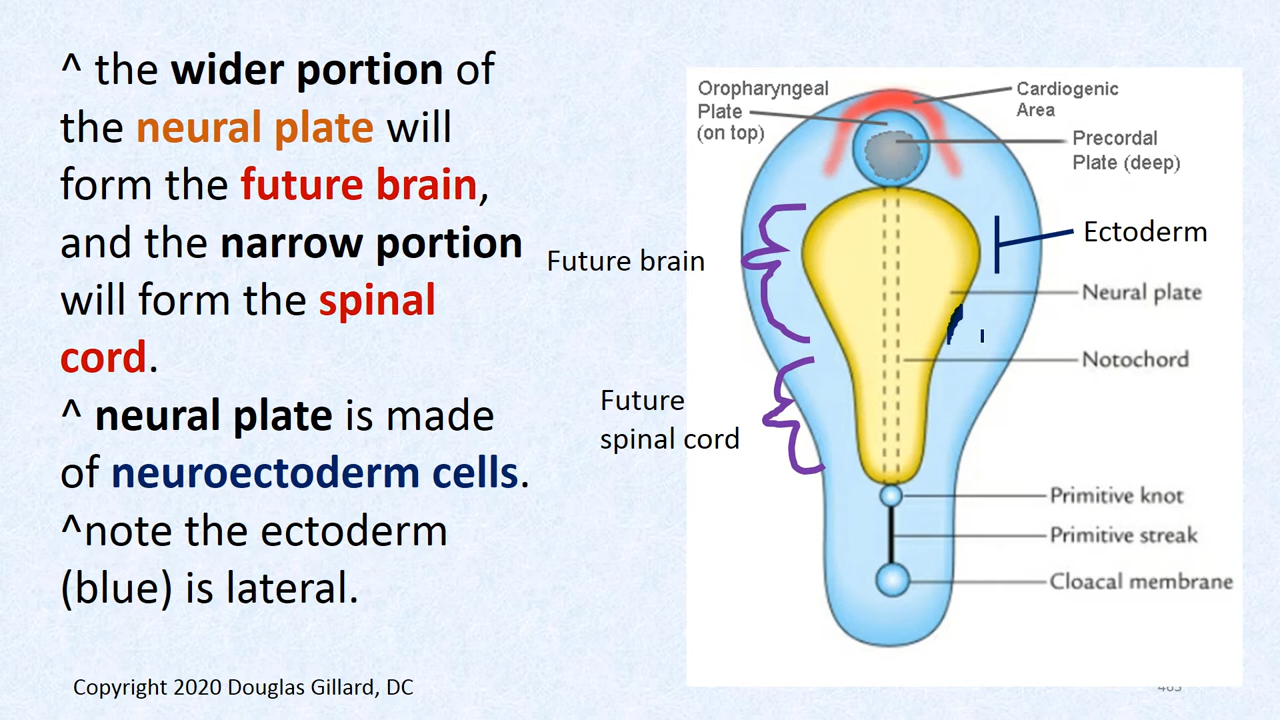 ^ the wider portion of
the neural plate will
form the future brain,
and the narrow portion
will form the spinal
cord.
^ neural plate is made
of neuroectoderm cells.
^note the ectoderm
(blue) is lateral.
Copyright 2020 Douglas Gillard, DC
Future brain
Future
spinal cord
Oropharyngeal
Plate
(on top)
Cardiogenic
Area
Precordal
Plate (deep)
Ectoderm
Neural plate
Notochord
Primitive knot
Primitive streak
Cloacal membrane